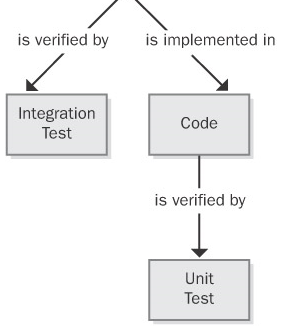 is verified by
is implemented in
Integration
Test
Code
is verified by
Unit
Test